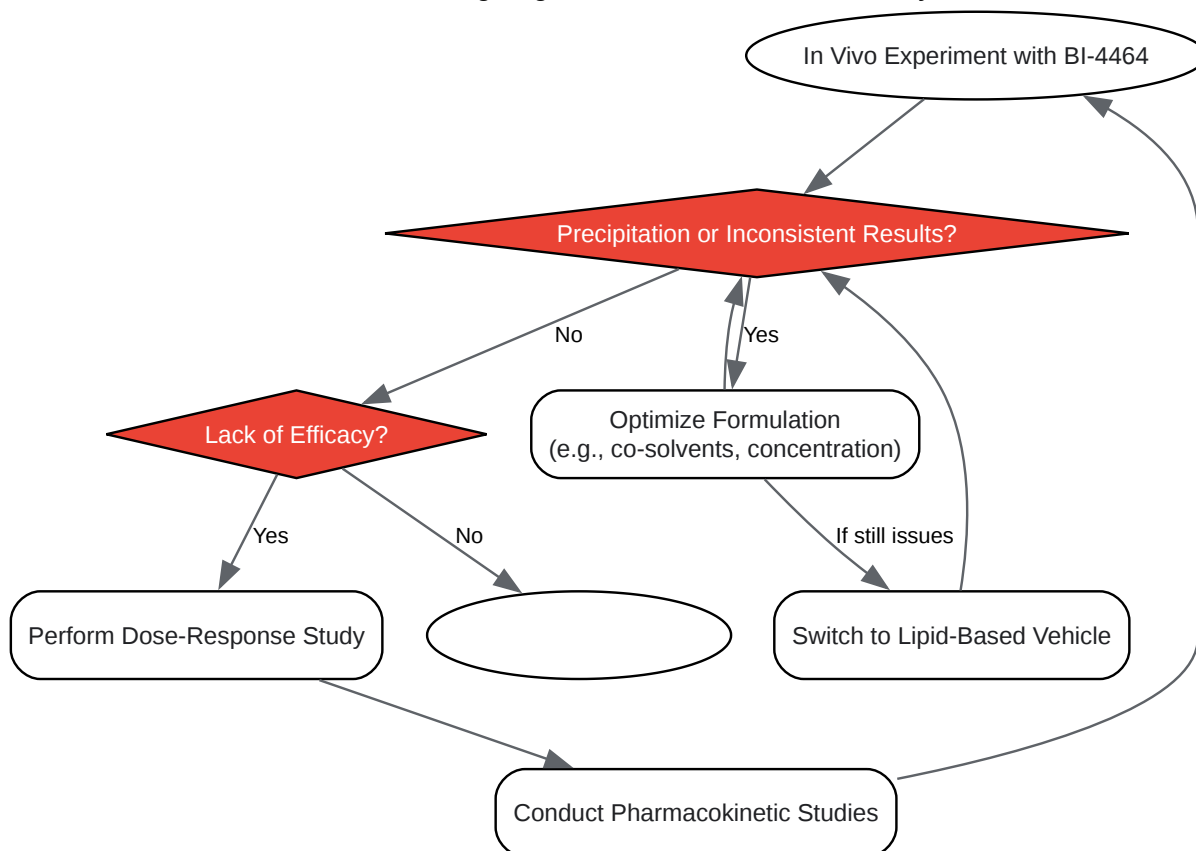 In Vivo Experiment with BI-4464
Precipitation or Inconsistent Results?
No
Yes
Lack of Efficacy?
Optimize Formulation
(e.g., co-solvents, concentration)
Yes
No
If still issues
Perform Dose-Response Study
Switch to Lipid-Based Vehicle
Conduct Pharmacokinetic Studies